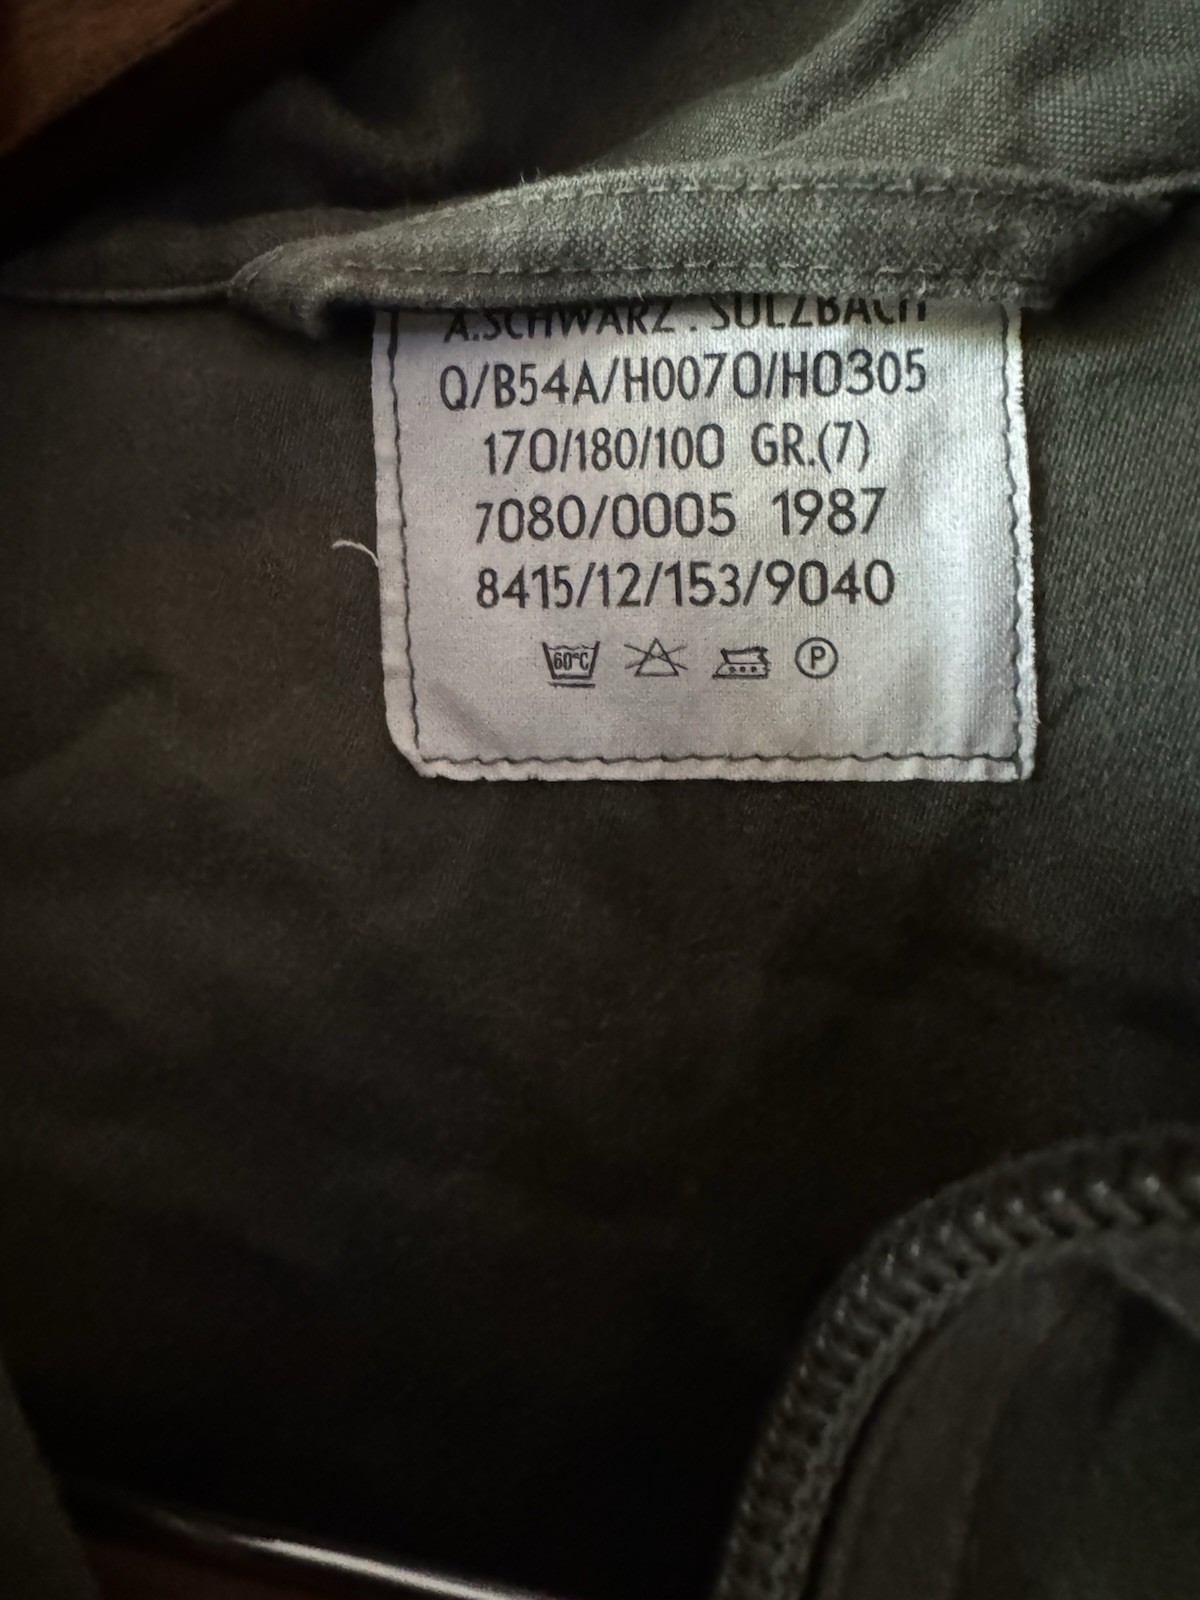 A.SCHWARZ . SULZBACH
Q/B54A/H0070/H0305
170/180/100 GR.(7)
7080/0005 1987
8415/12/153/9040
60°C P